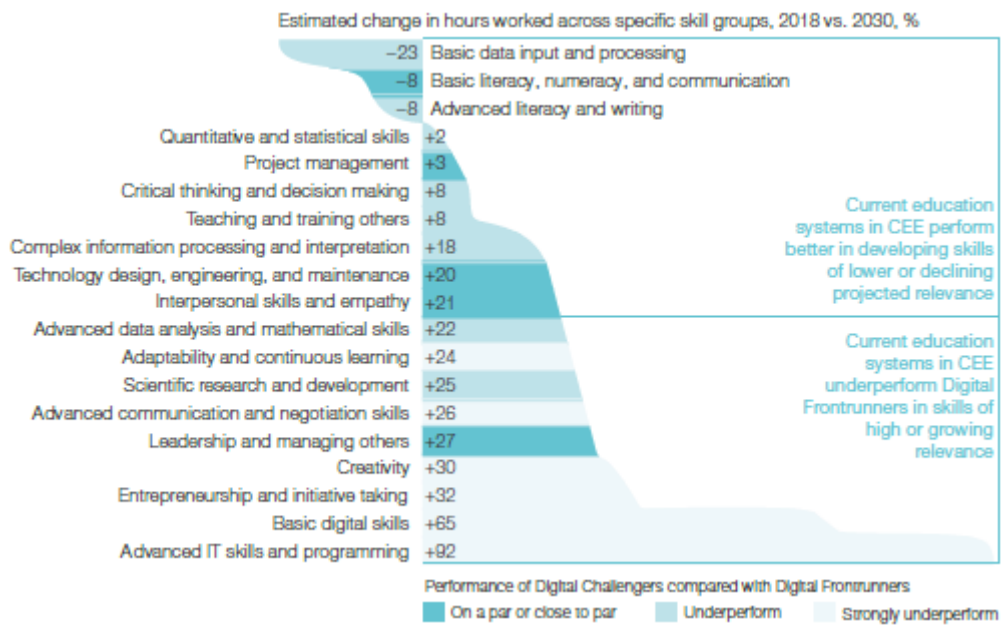 Estimated change in hours worked across specific skill groups, 2018 vs. 2030, %
−23 Basic data input and processing
−8 Basic literacy, numeracy, and communication
−8 Advanced literacy and writing
Quantitative and statistical skills +2
Project management +3
Critical thinking and decision making +8
Teaching and training others +8
Complex information processing and interpretation +18
Technology design, engineering, and maintenance +20
Interpersonal skills and empathy +21
Advanced data analysis and mathematical skills +22
Adaptability and continuous learning +24
Scientific research and development +25
Advanced communication and negotiation skills +26
Leadership and managing others +27
Creativity +30
Entrepreneurship and initiative taking +32
Basic digital skills +65
Advanced IT skills and programming +92
Current education
systems in CEE perform
better in developing skills
of lower or declining
projected relevance
Current education
systems in CEE
underperform Digital
Frontrunners in skills of
high or growing
relevance
Performance of Digital Challengers compared with Digital Frontrunners
On a par or close to par Underperform Strongly underperform